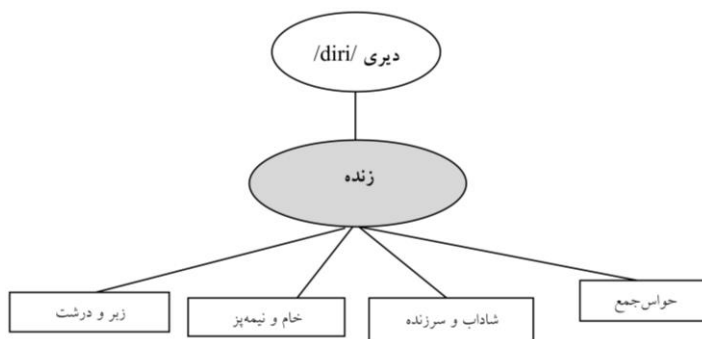 دیری /diri/
زنده
حواس‌جمع
شاداب و سرزنده
خام و نیمه‌پز
زبر و درشت